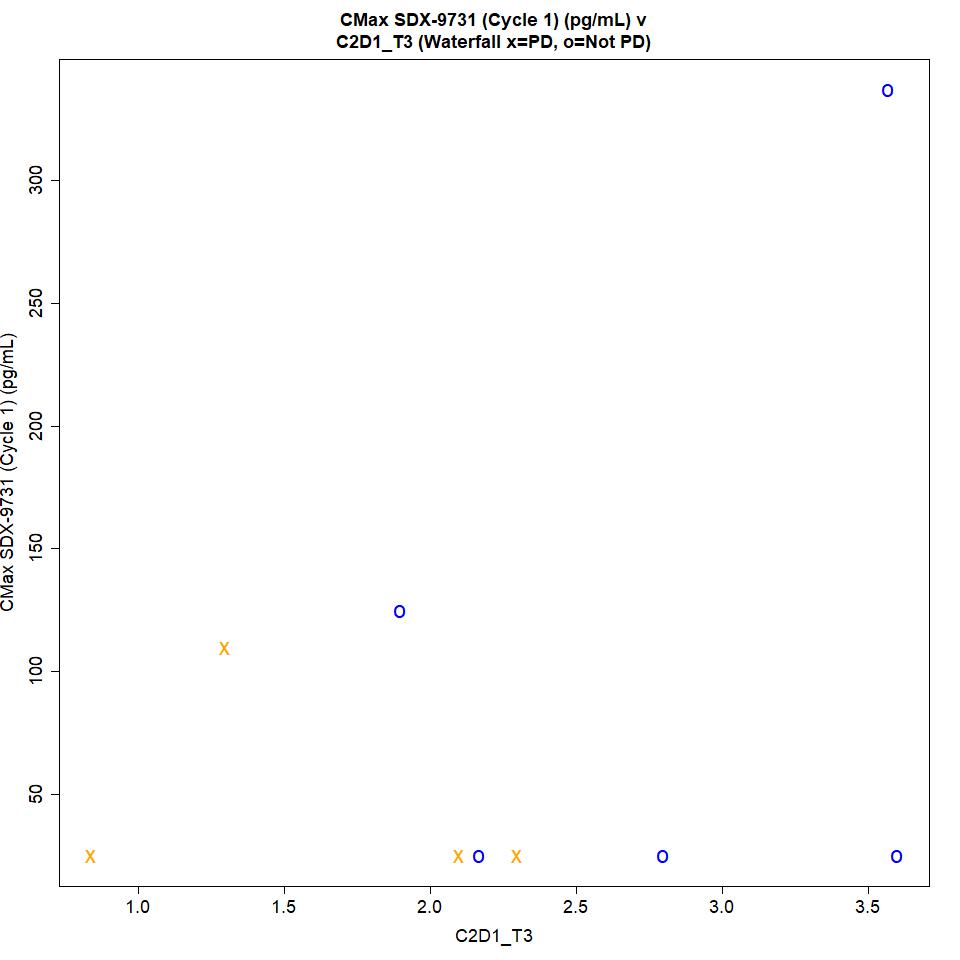 CMax SDX-9731 (Cycle 1) (pg/mL) v
C2D1_T3 (Waterfall x=PD, o=Not PD)
CMax SDX-9731 (Cycle 1) (pg/mL)
300
250
200
150
100
50
O
O
X
X
X
O
X
O
O
1.0
1.5
2.0
2.5
3.0
3.5
C2D1_T3